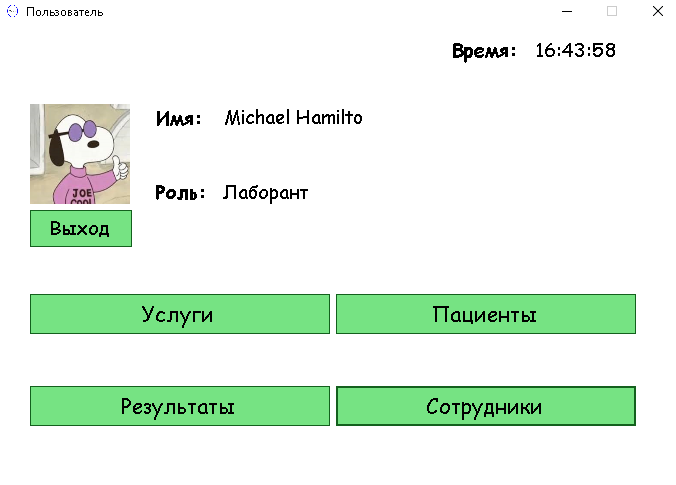 Пользователь
Время: 16:43:58
Имя: Michael Hamilto
JOE
COOL
Роль: Лаборант
Выход
Услуги Пациенты
Результаты Сотрудники